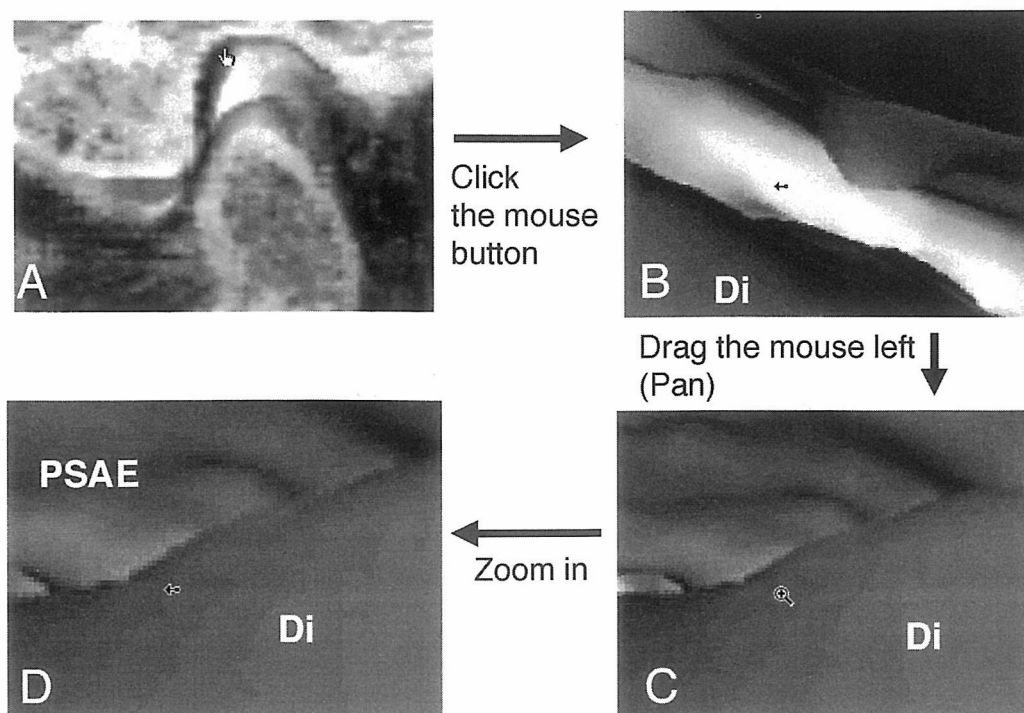 A
Click
the mouse
button
B
Di
Drag the mouse left
(Pan)
C
Di
Zoom in
PSAE
Di
D